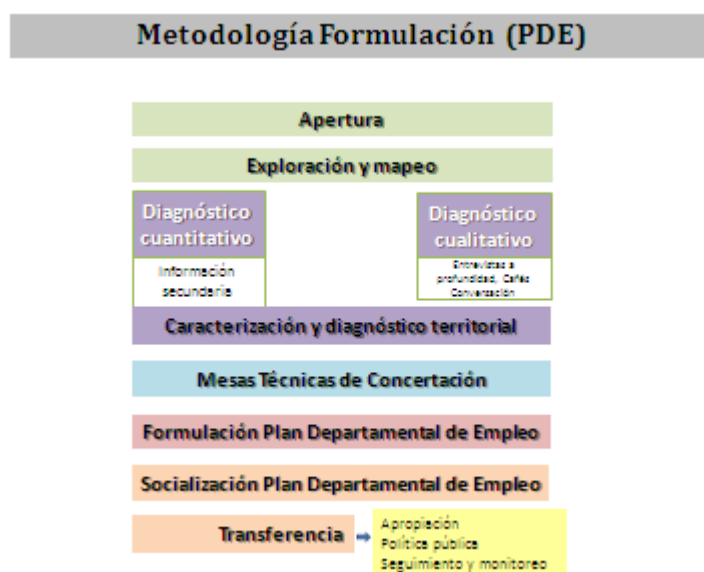 Metodología Formulación (PDE)
Apertura
Exploración y mapeo
Diagnóstico
cuantitativo
Información
secundaria
Diagnóstico
cualitativo
Entrevistas a
profundidad, Cafés
Conversación
Caracterización y diagnóstico territorial
Mesas Técnicas de Concertación
Formulación Plan Departamental de Empleo
Socialización Plan Departamental de Empleo
Transferencia
Apropiación
Política pública
Seguimiento y monitoreo